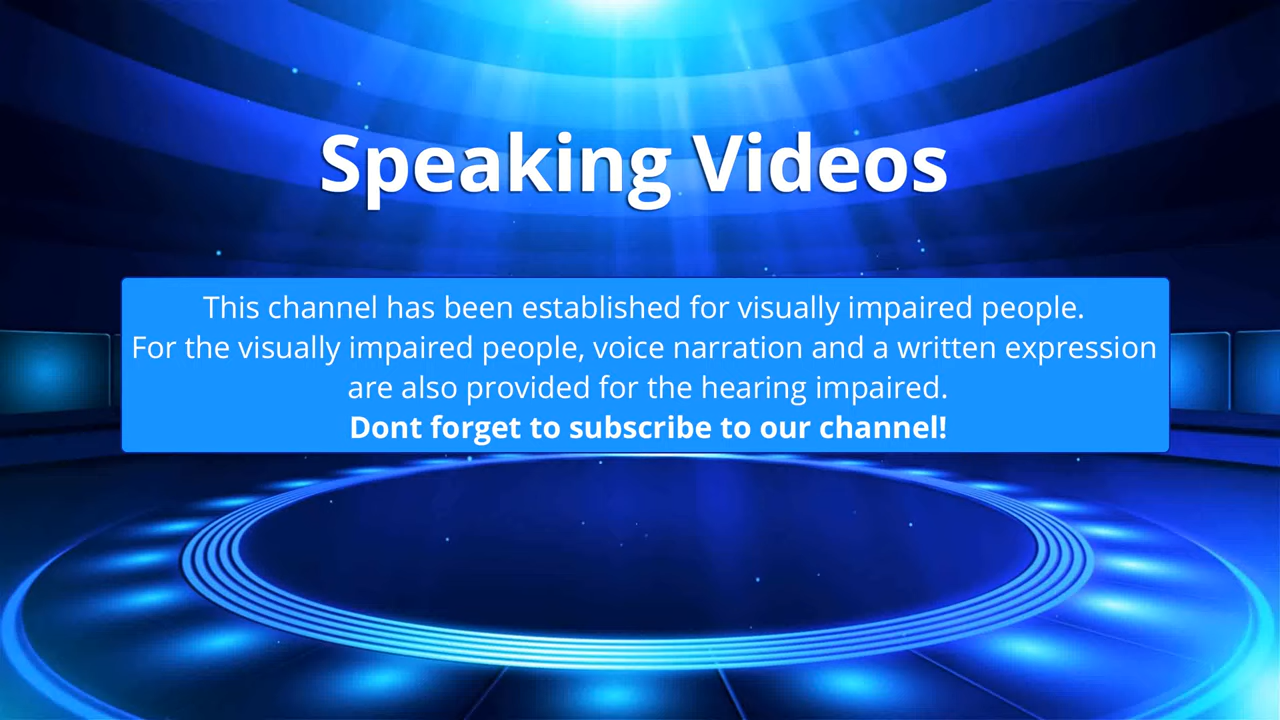 Speaking Videos
This channel has been established for visually impaired people.
For the visually impaired people, voice narration and a written expression
are also provided for the hearing impaired.
Dont forget to subscribe to our channel!